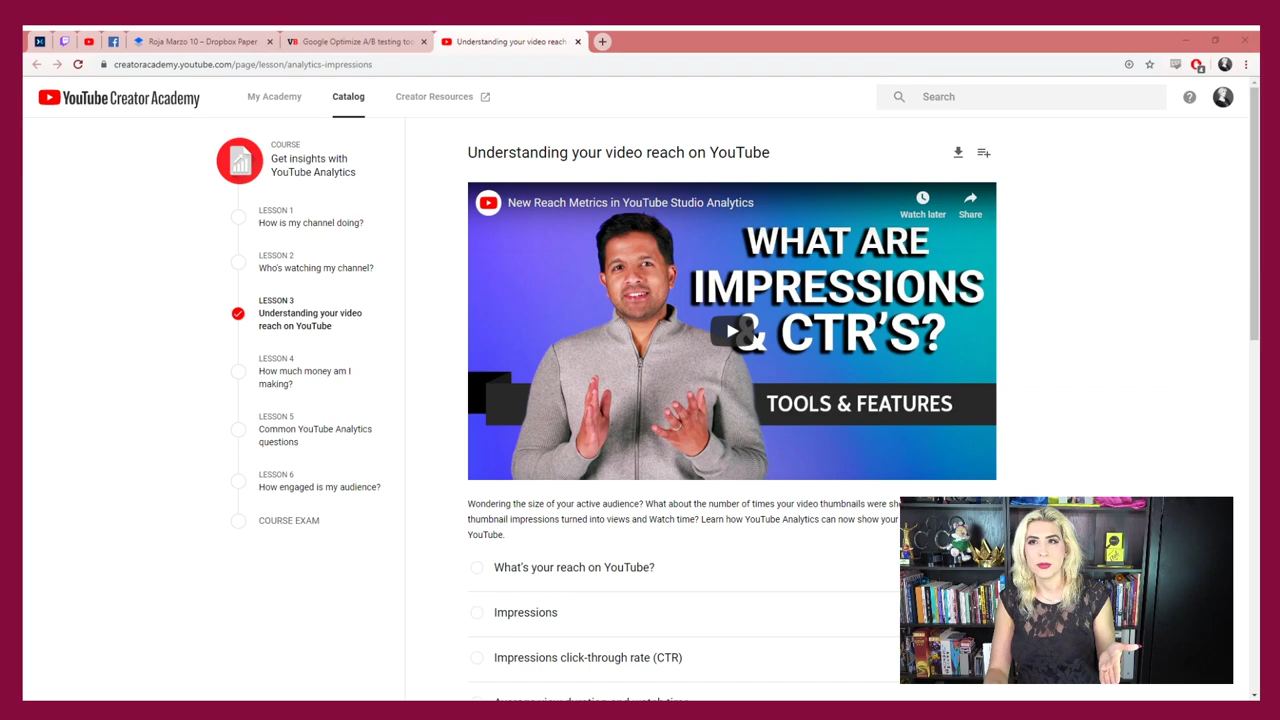 Roja Marzo 10 – Dropbox Paper
VB Google Optimize A/B testing too
Understanding your video reach
creatoracademy.youtube.com/page/lesson/analytics-impressions
YouTube Creator Academy
My Academy
Catalog
Creator Resources
Search
COURSE
Get insights with
YouTube Analytics
LESSON 1
How is my channel doing?
LESSON 2
Who's watching my channel?
LESSON 3
Understanding your video
reach on YouTube
LESSON 4
How much money am I
making?
LESSON 5
Common YouTube Analytics
questions
LESSON 6
How engaged is my audience?
COURSE EXAM
Understanding your video reach on YouTube
New Reach Metrics in YouTube Studio Analytics
Watch later
Share
WHAT ARE
IMPRESSIONS
& CTR'S?
TOOLS & FEATURES
Wondering the size of your active audience? What about the number of times your video thumbnails were
thumbnail impressions turned into views and Watch time? Learn how YouTube Analytics can now show your
YouTube.
What's your reach on YouTube?
Impressions
Impressions click-through rate (CTR)